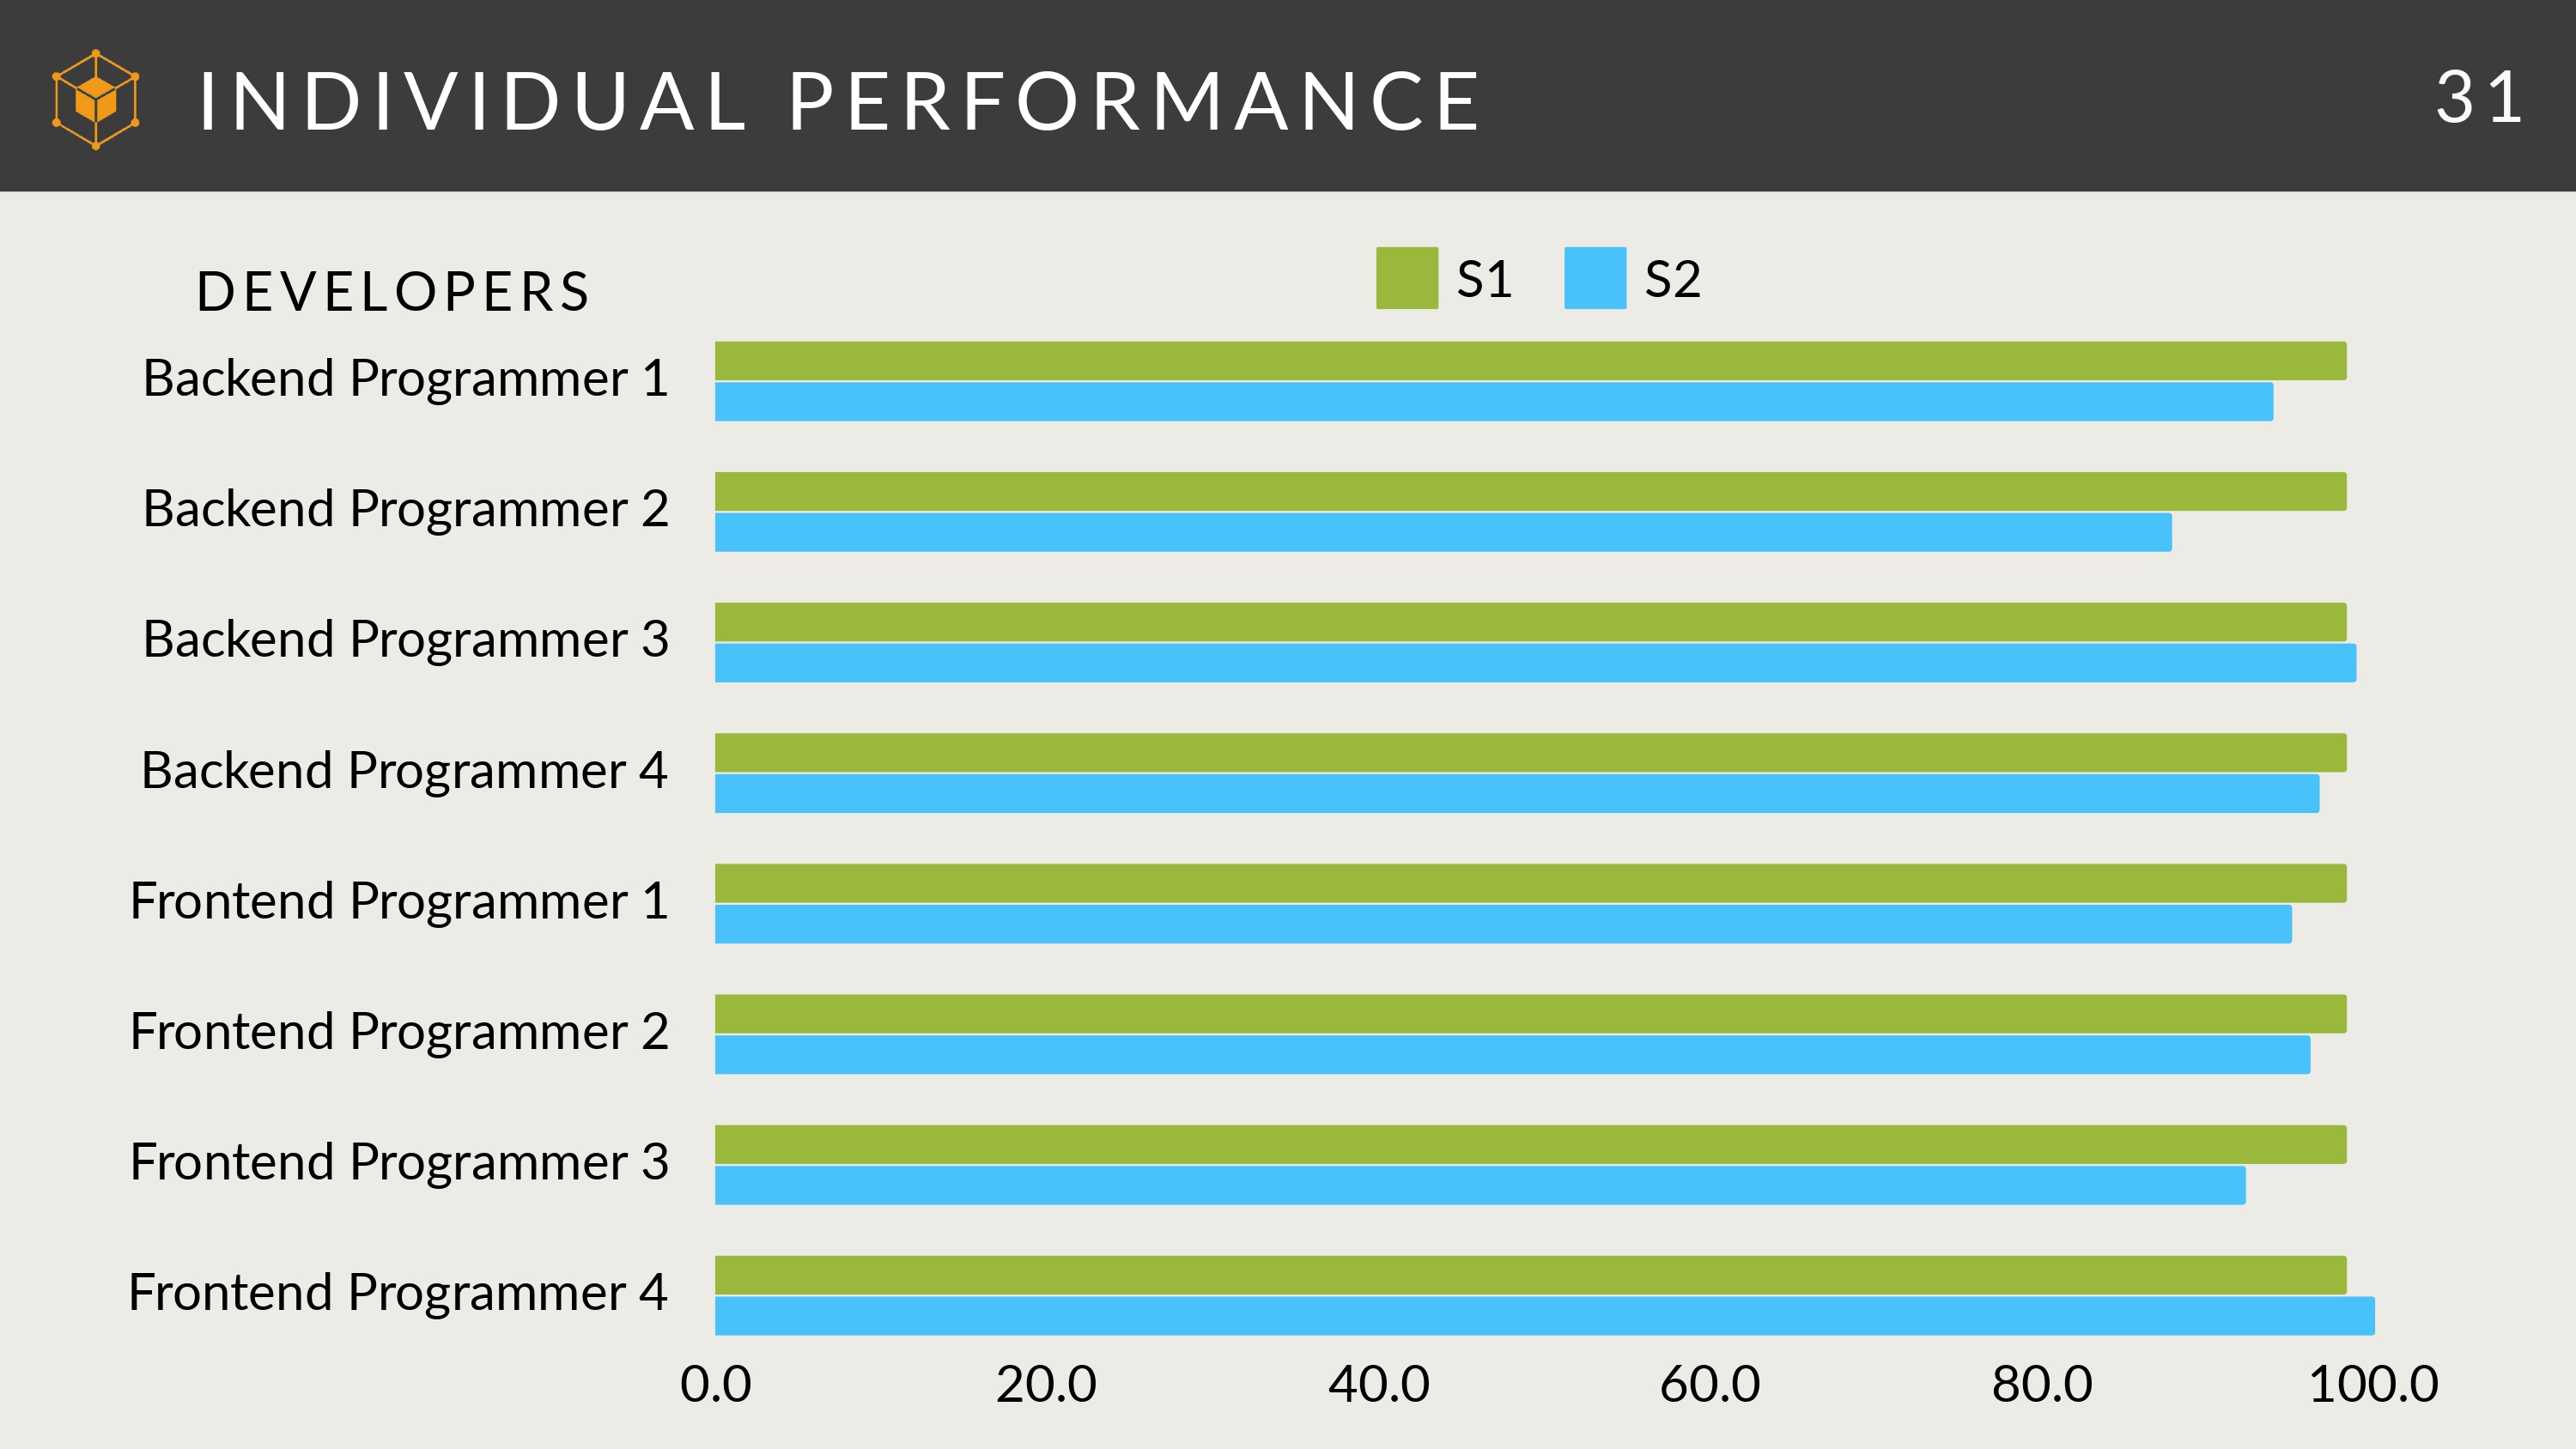 INDIVIDUAL PERFORMANCE
31
DEVELOPERS
S1 S2
Backend Programmer 1
Backend Programmer 2
Backend Programmer 3
Backend Programmer 4
Frontend Programmer 1
Frontend Programmer 2
Frontend Programmer 3
Frontend Programmer 4
0.0 20.0 40.0 60.0 80.0 100.0